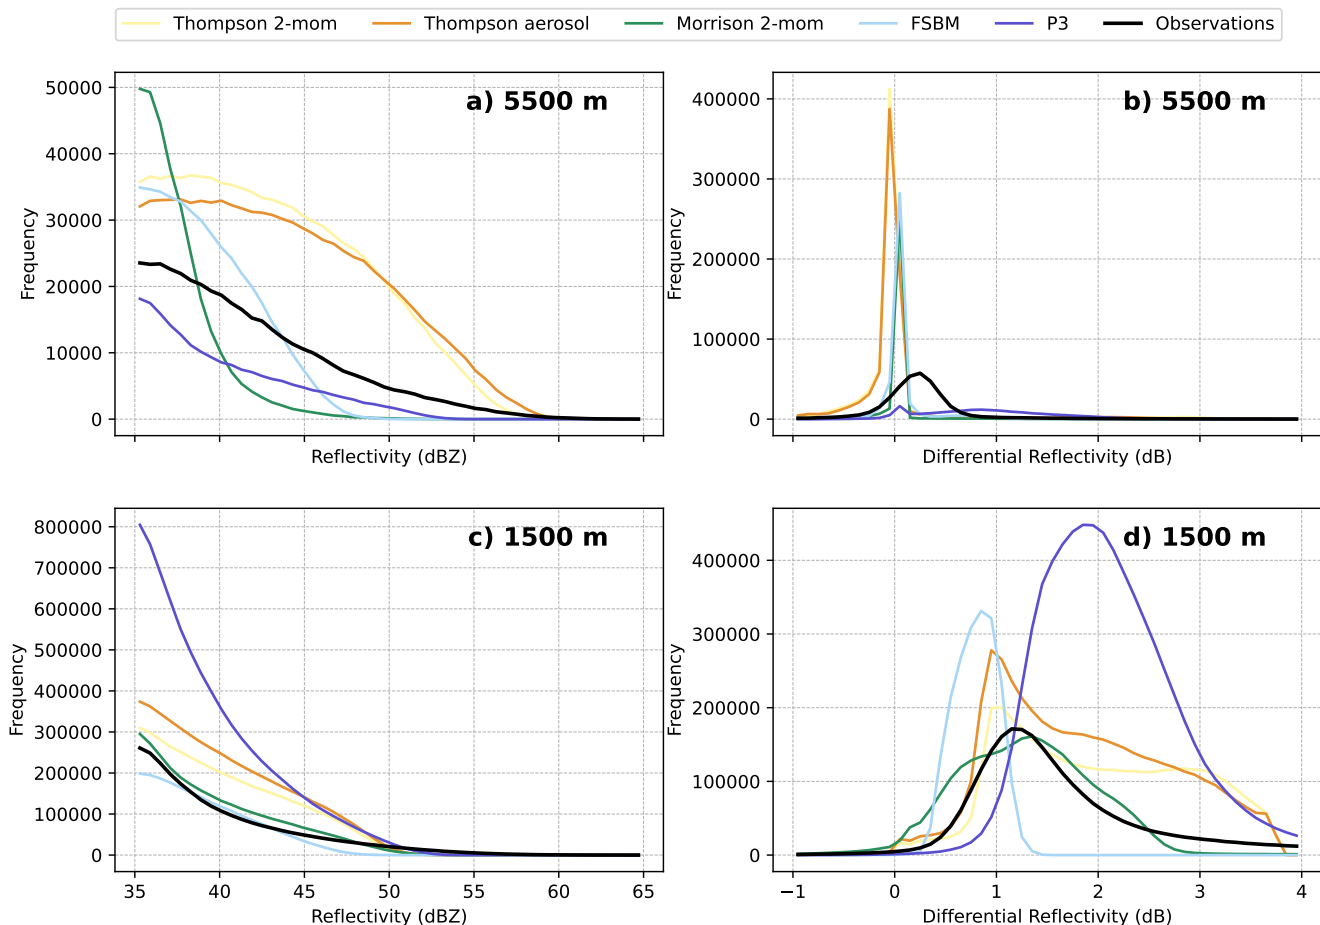 Thompson 2-mom Thompson aerosol Morrison 2-mom FSBM P3 Observations
a) 5500 m
50000
40000
30000
20000
10000
0
Frequency
Reflectivity (dBZ)
b) 5500 m
400000
300000
200000
100000
0
Frequency
Differential Reflectivity (dB)
c) 1500 m
800000
700000
600000
500000
400000
300000
200000
100000
0
Frequency
35 40 45 50 55 60 65
Reflectivity (dBZ)
d) 1500 m
400000
300000
200000
100000
0
Frequency
−1 0 1 2 3 4
Differential Reflectivity (dB)